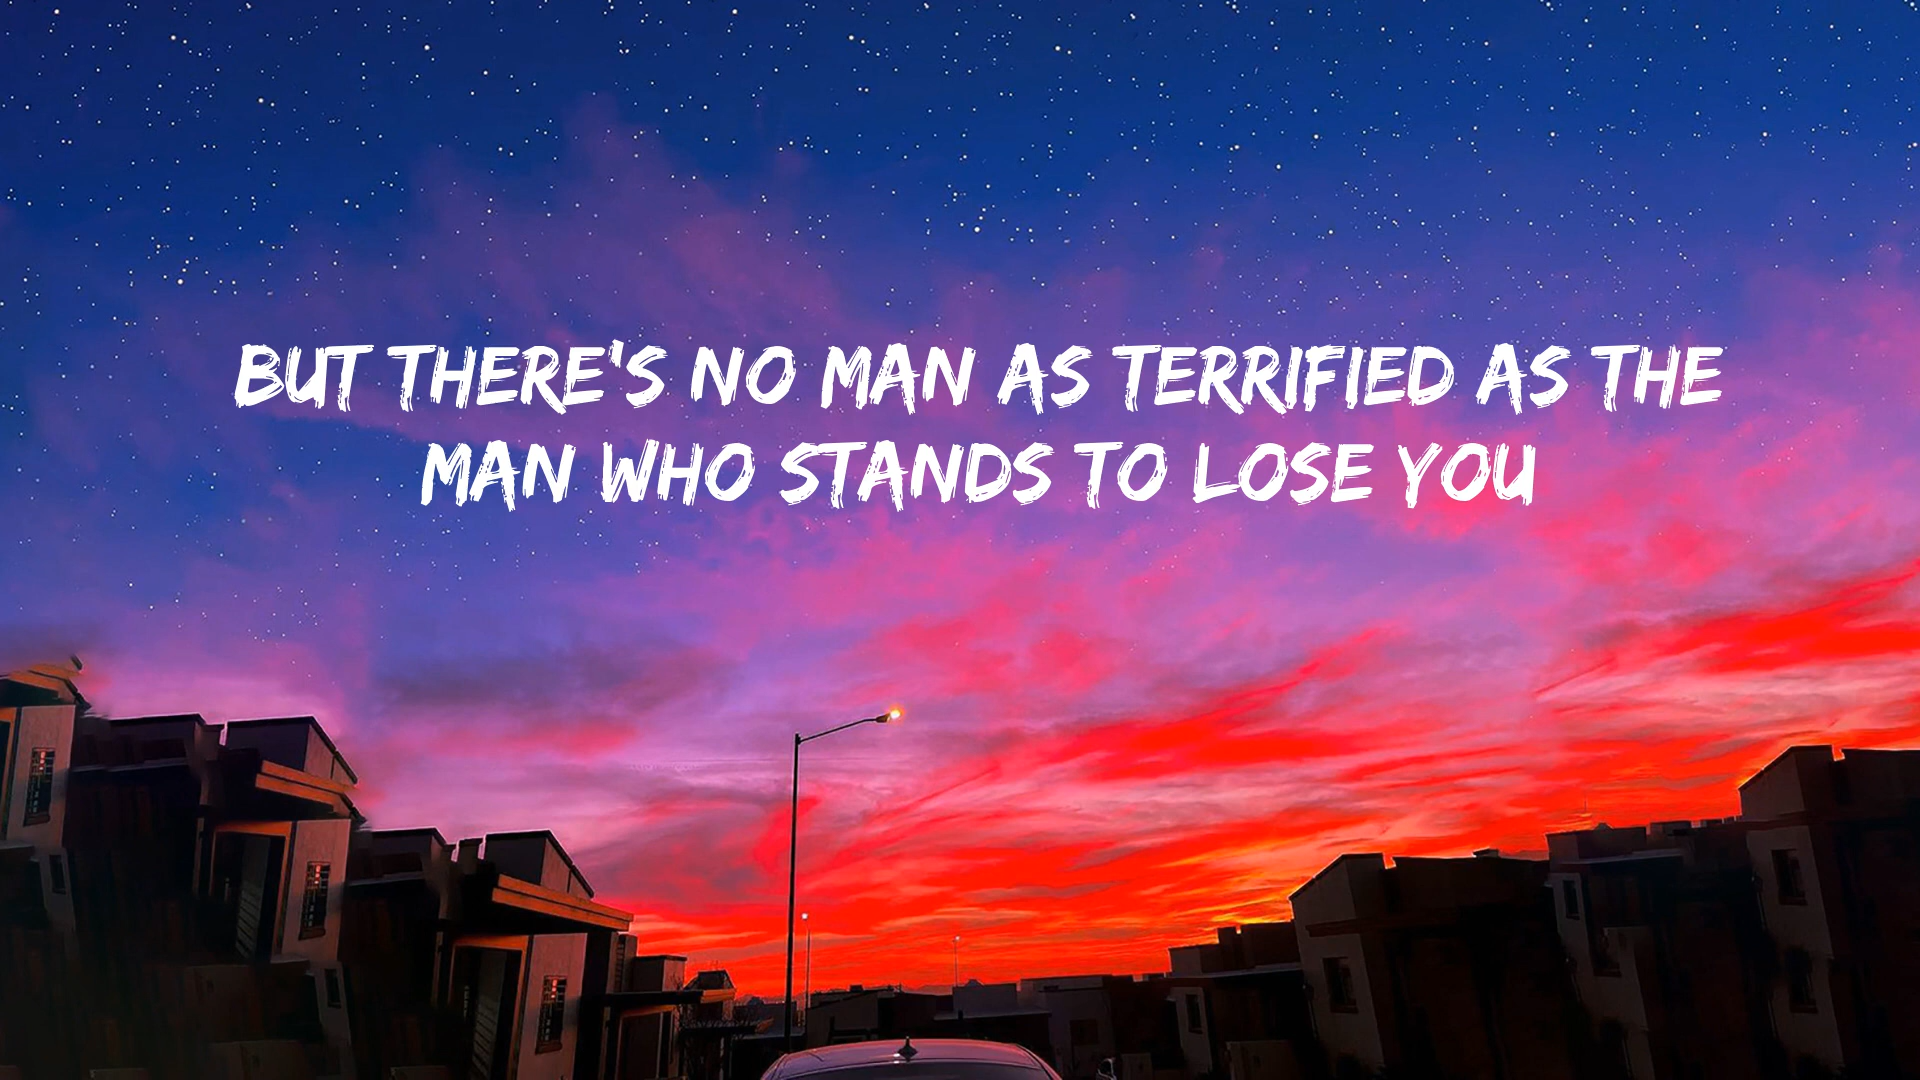 BUT THERE'S NO MAN AS TERRIFIED AS THE
MAN WHO STANDS TO LOSE YOU